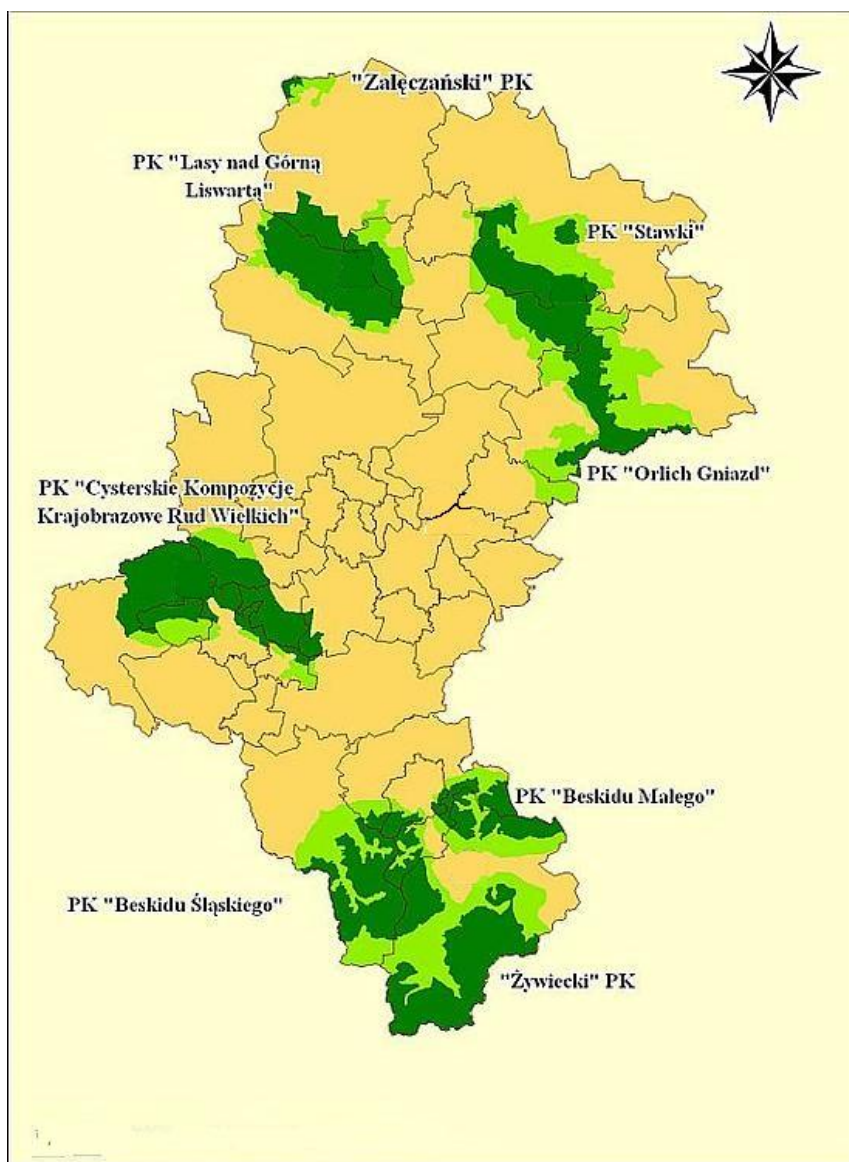 "Załęczański" PK
PK "Lasy nad Górną
Liswartą"
PK "Stawki"
PK "Orlich Gniazd"
PK "Cysterskie Kompozycje
Krajobrazowe Rud Wielkich"
PK "Beskidu Małego"
PK "Beskidu Śląskiego"
"Żywiecki" PK